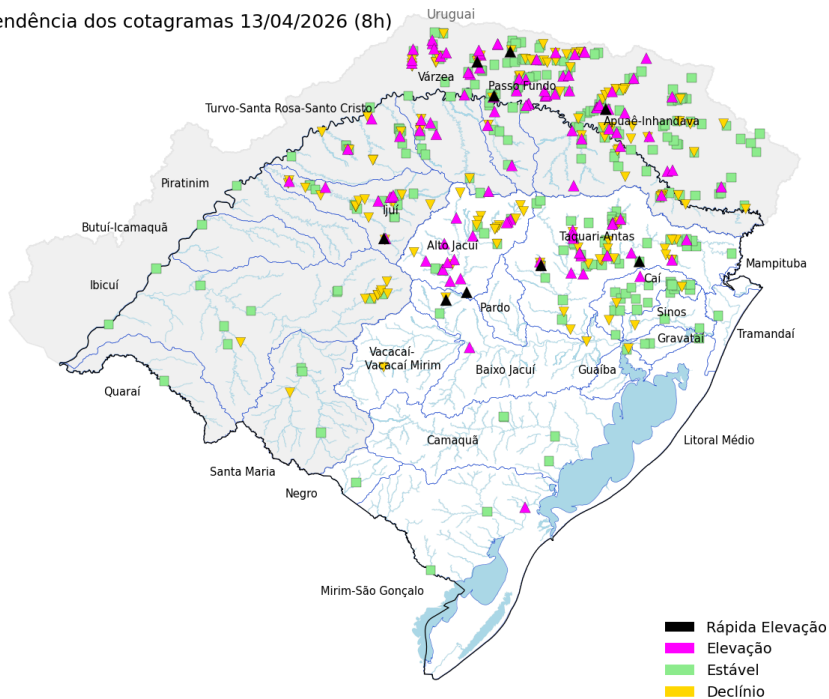 endência dos cotagramas 13/04/2026 (8h)
Uruguai
Várzea
Passo Fundo
Turvo-Santa Rosa-Santo Cristo
Apuaê-Inhandava
Piratinim
Ijuí
Butuí-Icamaquã
Alto Jacuí
Taquari-Antas
Mampituba
Ibicuí
Caí
Pardo
Sinos
Tramandaí
Gravataí
Vacacaí-
Vacacaí Mirim
Baixo Jacuí
Guaíba
Quaraí
Camaquã
Litoral Médio
Santa Maria
Negro
Mirim-São Gonçalo
Rápida Elevação
Elevação
Estável
Declínio